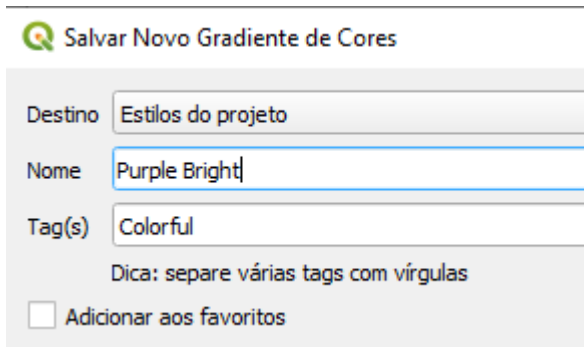 Salvar Novo Gradiente de Cores
Destino Estilos do projeto
Nome Purple Bright
Tag(s) Colorful
Dica: separe várias tags com vírgulas
Adicionar aos favoritos